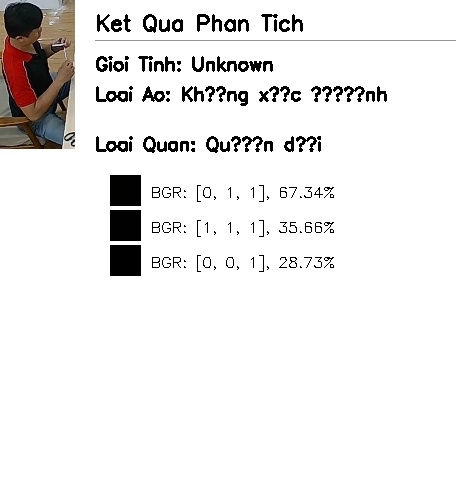 Ket Qua Phan Tich
Gioi Tinh: Unknown
Loai Ao: Kh??ng x??c ?????nh
Loai Quan: Qu???n d??i
BGR: [0, 1, 1], 67.34%
BGR: [1, 1, 1], 35.66%
BGR: [0, 0, 1], 28.73%